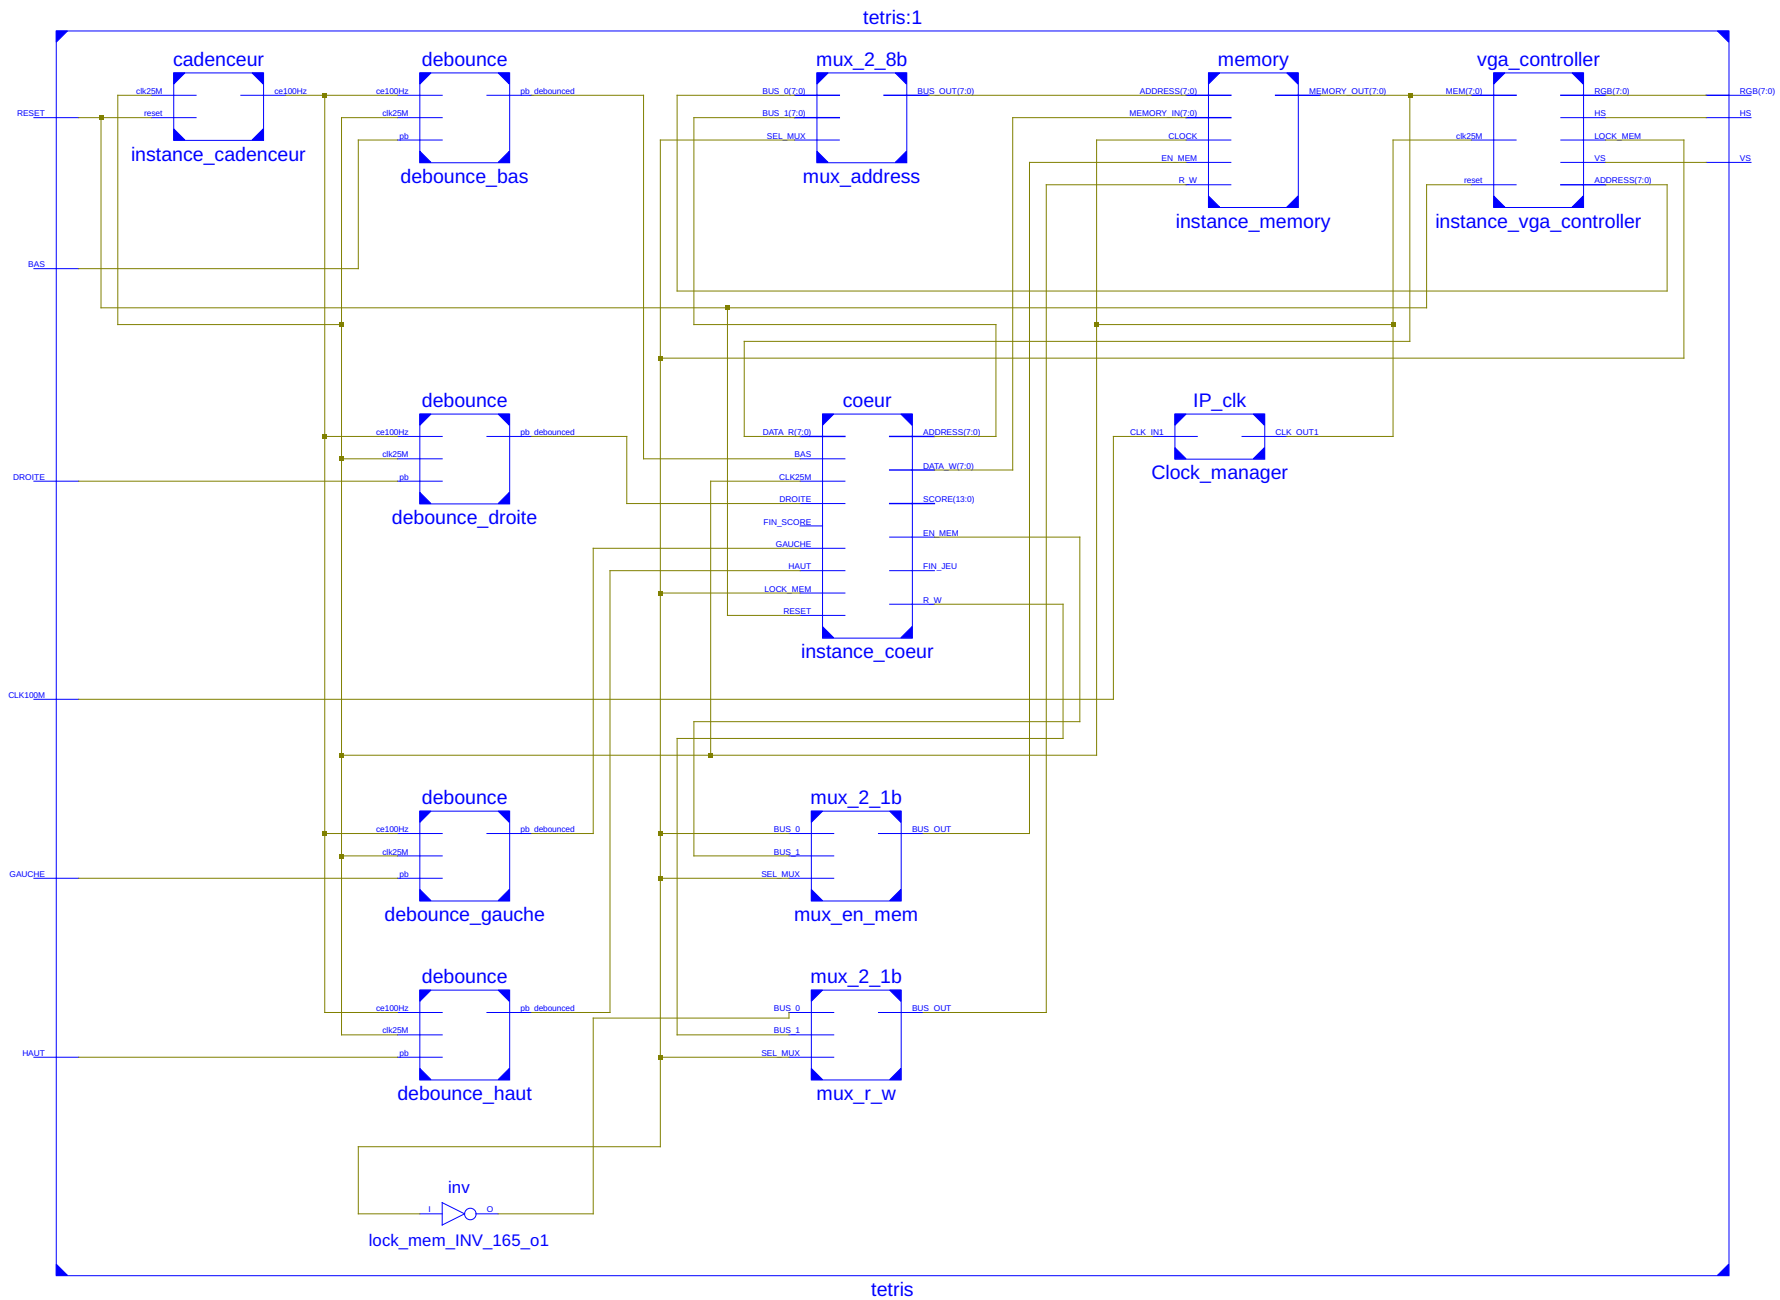 tetris:1
cadenceur
debounce
mux_2_8b
memory
vga_controller
clk25M
ce100Hz
ce100Hz
pb_debounced
BUS_0(7:0)
BUS_OUT(7:0)
ADDRESS(7:0)
MEMORY_OUT(7:0)
MEM(7:0)
RGB(7:0)
RGB(7:0)
RESET
reset
clk25M
BUS_1(7:0)
MEMORY_IN(7:0)
HS
HS
pb
SEL_MUX
CLOCK
clk25M
LOCK_MEM
instance_cadenceur
EN_MEM
VS
VS
debounce_bas
mux_address
R_W
reset
ADDRESS(7:0)
instance_memory
instance_vga_controller
BAS
debounce
coeur
IP_clk
ce100Hz
pb_debounced
DATA_R(7:0)
ADDRESS(7:0)
CLK_IN1
CLK_OUT1
clk25M
BAS
DATA_W(7:0)
Clock_manager
DROITE
pb
CLK25M
debounce_droite
DROITE
SCORE(13:0)
FIN_SCORE
EN_MEM
GAUCHE
HAUT
FIN_JEU
LOCK_MEM
R_W
RESET
instance_coeur
CLK100M
debounce
mux_2_1b
ce100Hz
pb_debounced
BUS_0
BUS_OUT
clk25M
BUS_1
GAUCHE
pb
SEL_MUX
debounce_gauche
mux_en_mem
debounce
mux_2_1b
ce100Hz
pb_debounced
BUS_0
BUS_OUT
clk25M
BUS_1
HAUT
pb
SEL_MUX
debounce_haut
mux_r_w
inv
I
O
lock_mem_INV_165_o1
tetris